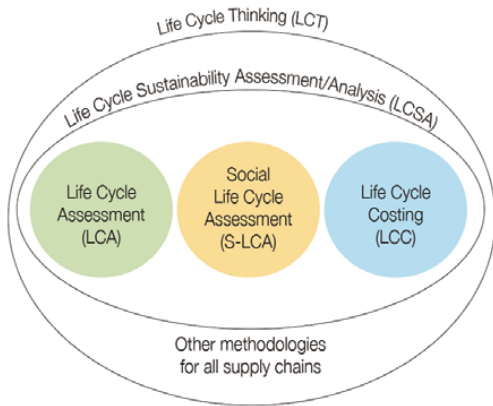 Life Cycle Thinking (LCT)
Life Cycle Sustainability Assessment/Analysis (LCSA)
Life Cycle
Assessment
(LCA)
Social
Life Cycle
Assessment
(S-LCA)
Life Cycle
Costing
(LCC)
Other methodologies
for all supply chains